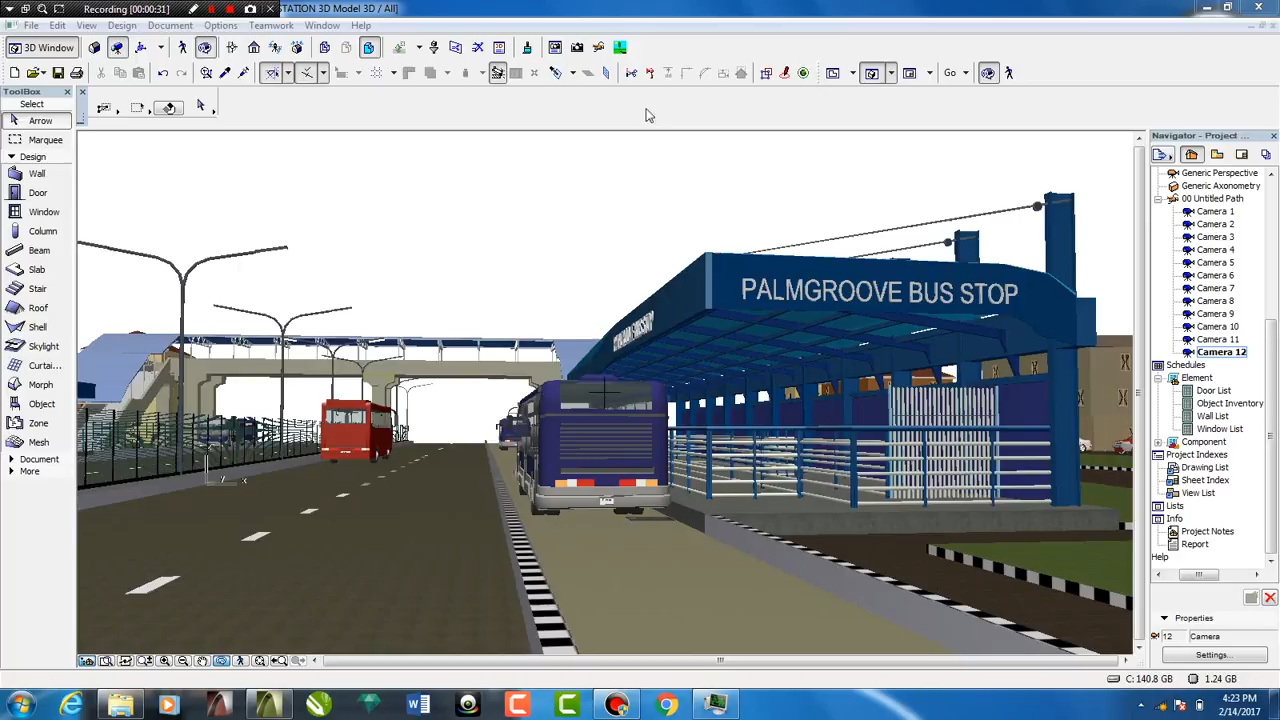 Recording [00:00:31]
STATION 3D Model 3D / All]
File Edit View Design Document Options Teamwork Window Help
3D Window
Go
ToolBox
Select
Arrow
Marquee
Design
Wall
Door
Window
Column
Beam
Slab
Stair
Roof
Shell
Skylight
Curtai...
Morph
Object
Zone
Mesh
Document
More
PALMGROOVE BUS STOP
Navigator - Project ...
Generic Perspective
Generic Axonometry
00 Untitled Path
Camera 1
Camera 2
Camera 3
Camera 4
Camera 5
Camera 6
Camera 7
Camera 8
Camera 9
Camera 10
Camera 11
Camera 12
Schedules
Element
Door List
Object Inventory
Wall List
Window List
Component
Project Indexes
Drawing List
Sheet Index
View List
Lists
Info
Project Notes
Report
Help
Properties
12 Camera
Settings...
C: 140.8 GB 1.24 GB
4:23 PM
2/14/2017